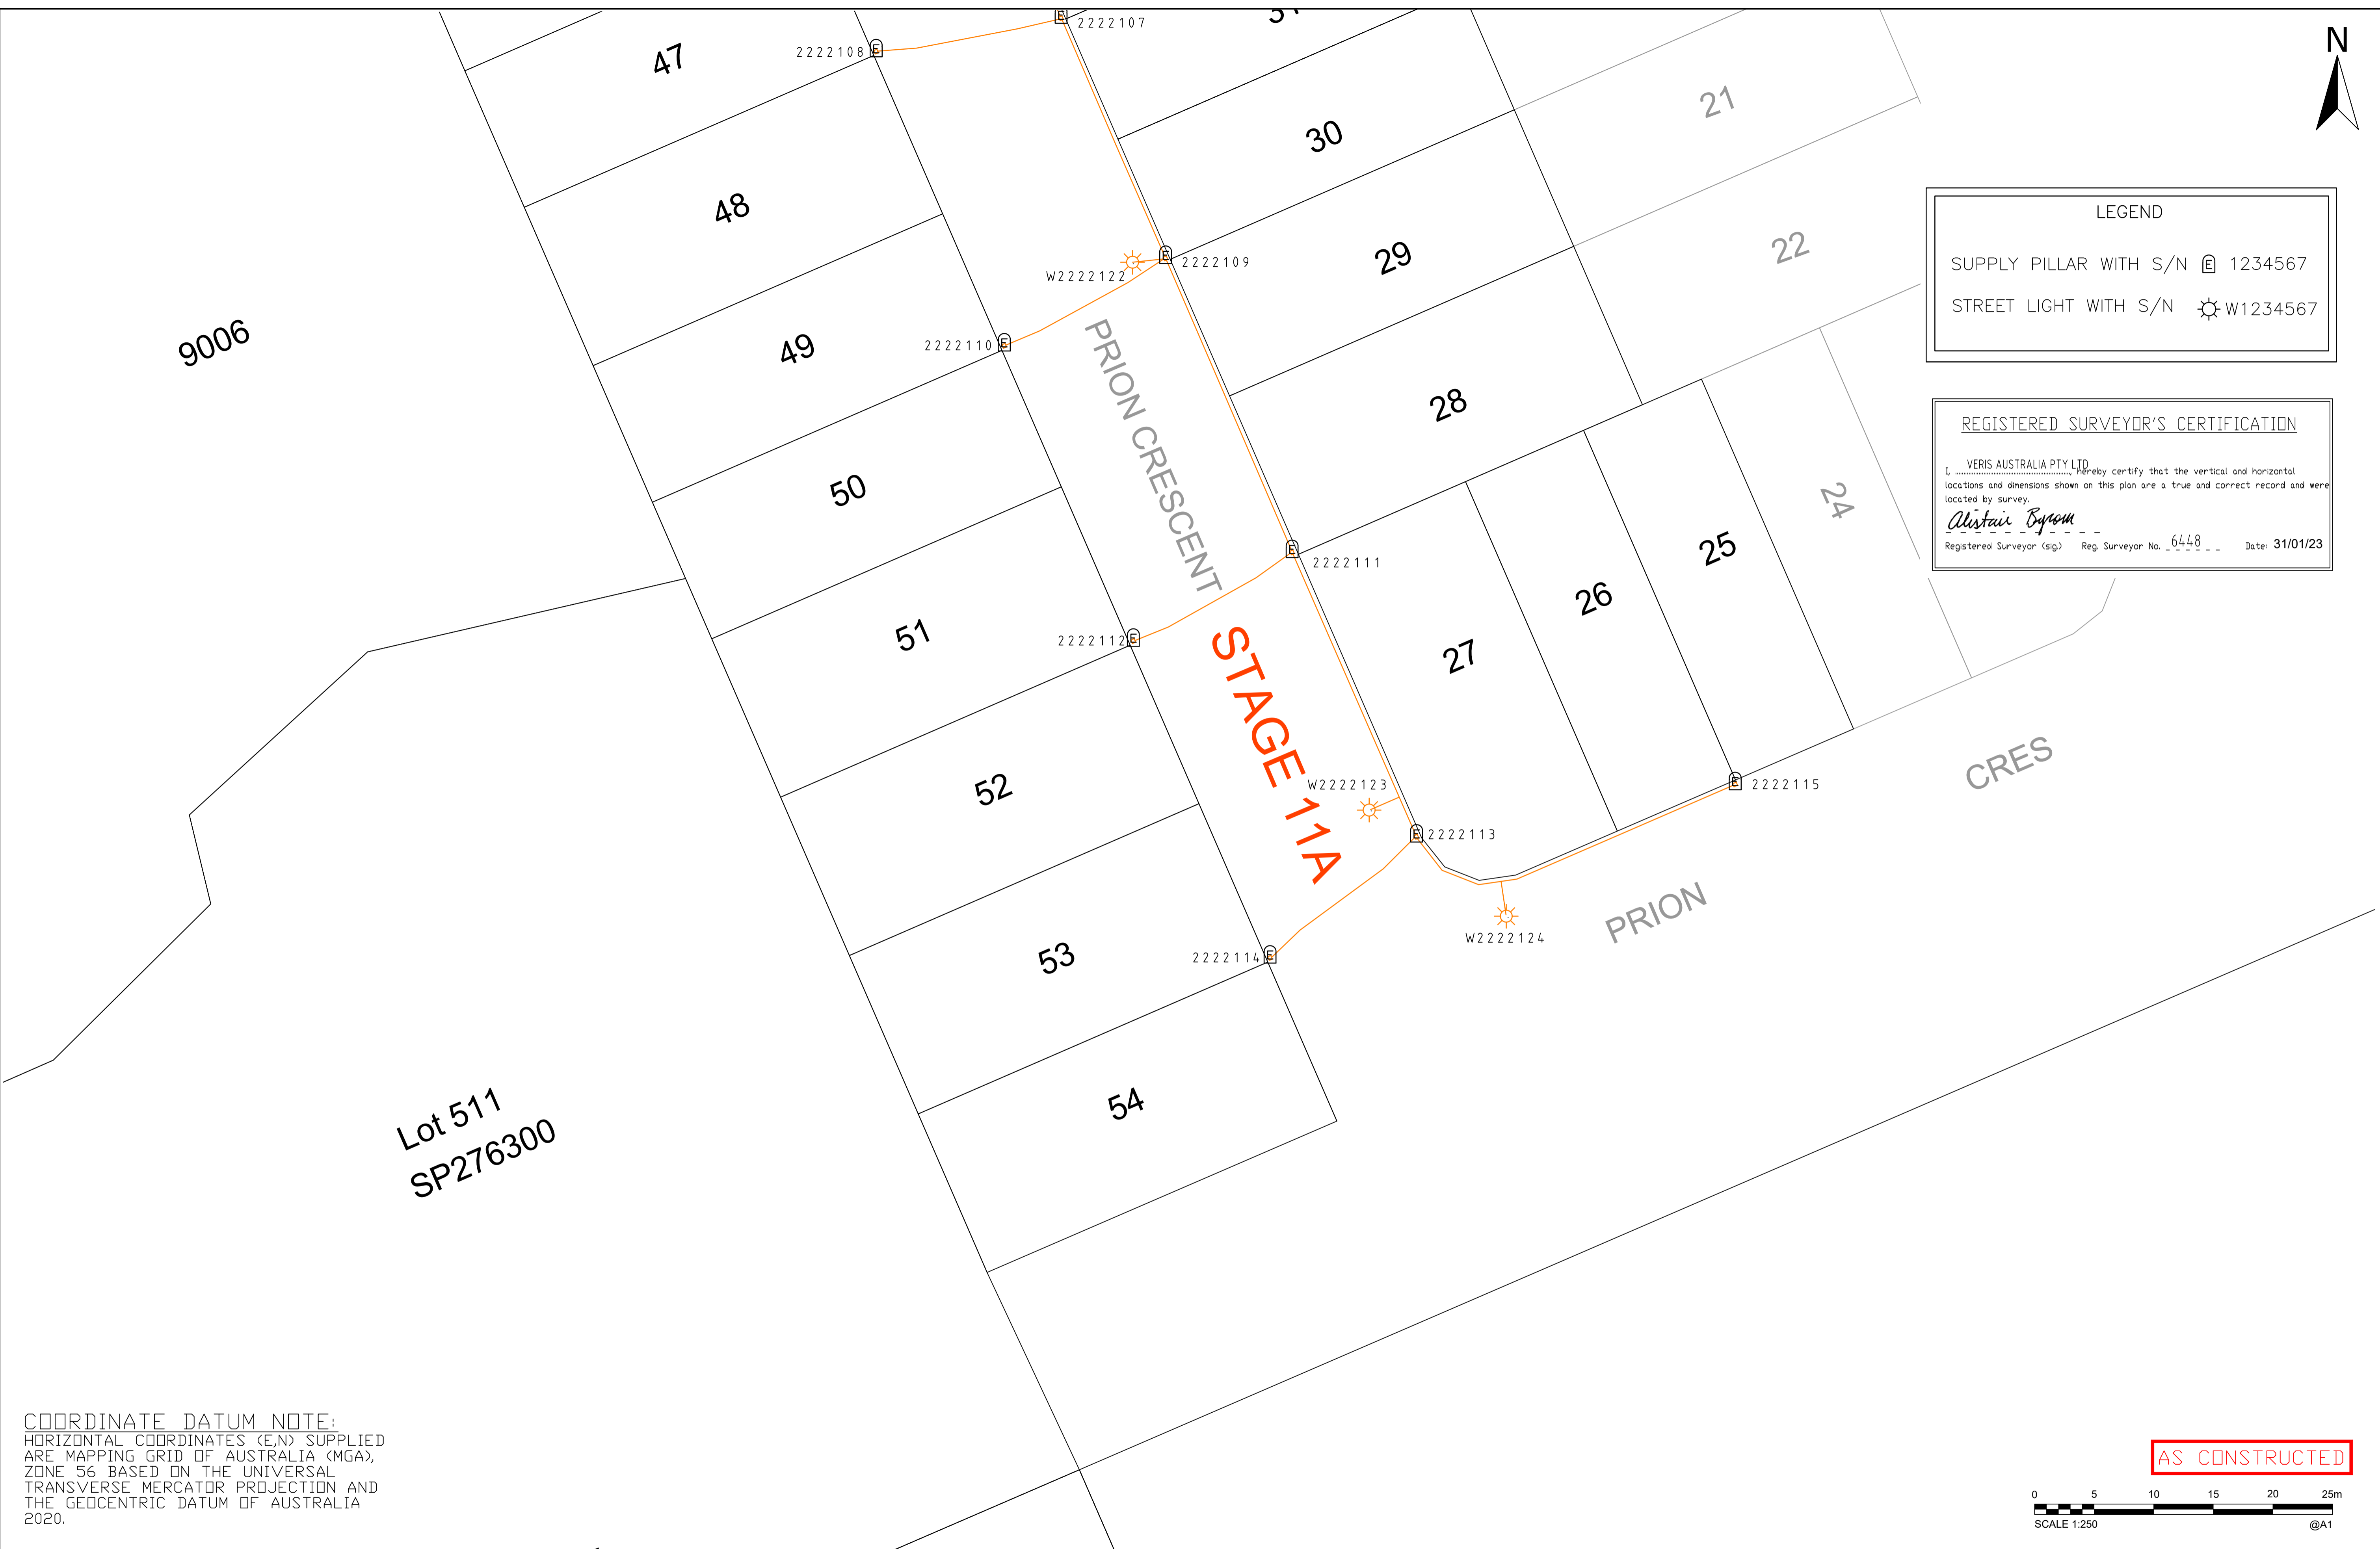 2222107
47
2222108
N
21
30
48
LEGEND
22
29
2222109
W2222122
SUPPLY PILLAR WITH S/N E 1234567
STREET LIGHT WITH S/N W1234567
9006
49
2222110
PRION CRESCENT
28
REGISTERED SURVEYOR'S CERTIFICATION
VERIS AUSTRALIA PTY LTD
I, ........................................, hereby certify that the vertical and horizontal
locations and dimensions shown on this plan are a true and correct record and were
located by survey.
Alistair Byrom
Registered Surveyor (sig.) Reg. Surveyor No. 6448 Date: 31/01/23
50
24
25
2222111
26
51
2222112
27
STAGE 11A
CRES
52
W2222123
2222115
2222113
PRION
W2222124
53
2222114
54
Lot 511
SP276300
COORDINATE DATUM NOTE:
HORIZONTAL COORDINATES (E,N) SUPPLIED
ARE MAPPING GRID OF AUSTRALIA (MGA),
ZONE 56 BASED ON THE UNIVERSAL
TRANSVERSE MERCATOR PROJECTION AND
THE GEOCENTRIC DATUM OF AUSTRALIA
2020.
AS CONSTRUCTED
0 5 10 15 20 25m
SCALE 1:250 @A1